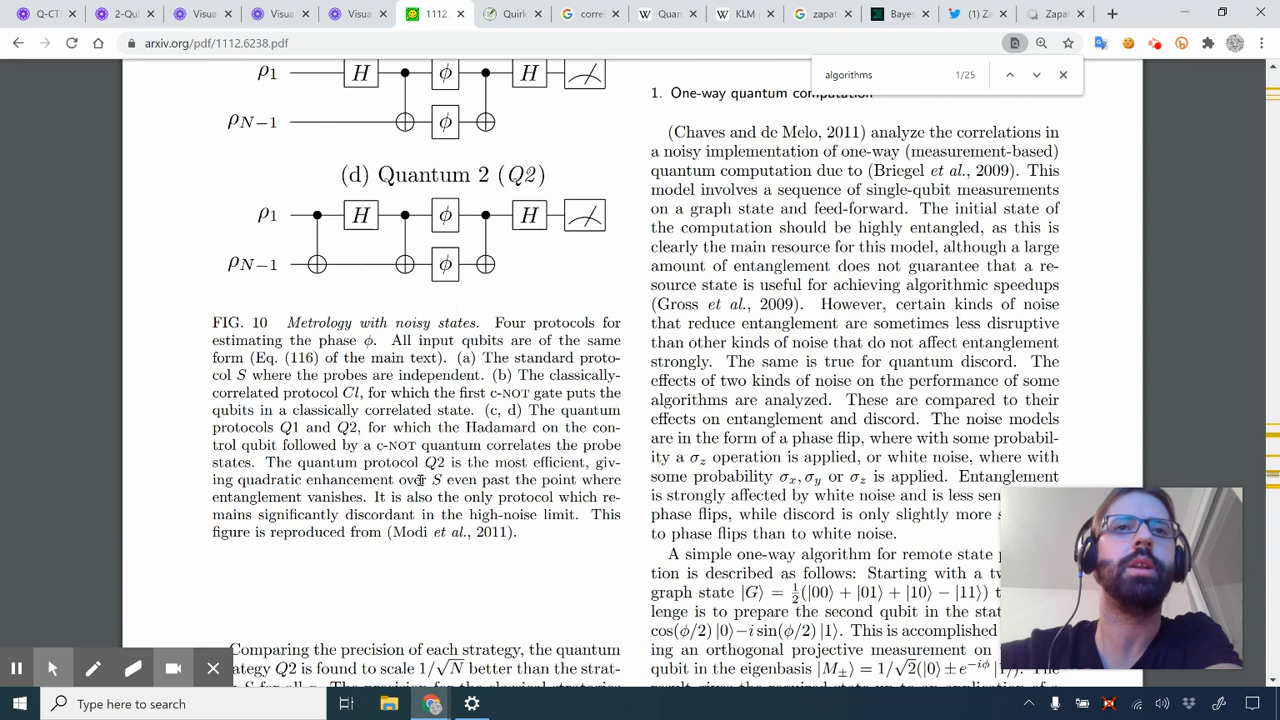 Q-CT
2-Qul
Visua
Visua
Visua
1112.
Quirk
correl
Quan
KLM
zapat
Bayes
(1) Za
Zapat
arxiv.org/pdf/1112.6238.pdf
algorithms
1/25
ρ1 H ϕ H
ρN−1 ϕ
(d) Quantum 2 (Q2)
ρ1 H ϕ H
ρN−1 ϕ
FIG. 10 Metrology with noisy states. Four protocols for
estimating the phase ϕ. All input qubits are of the same
form (Eq. (116) of the main text). (a) The standard proto-
col S where the probes are independent. (b) The classically-
correlated protocol Cl, for which the first c-NOT gate puts the
qubits in a classically correlated state. (c, d) The quantum
protocols Q1 and Q2, for which the Hadamard on the con-
trol qubit followed by a c-NOT quantum correlates the probe
states. The quantum protocol Q2 is the most efficient, giv-
ing quadratic enhancement over S even past the point where
entanglement vanishes. It is also the only protocol which re-
mains significantly discordant in the high-noise limit. This
figure is reproduced from (Modi et al., 2011).
Comparing the precision of each strategy, the quantum
ategy Q2 is found to scale 1/√N better than the strat-
1. One-way quantum computation
(Chaves and de Melo, 2011) analyze the correlations in
a noisy implementation of one-way (measurement-based)
quantum computation due to (Briegel et al., 2009). This
model involves a sequence of single-qubit measurements
on a graph state and feed-forward. The initial state of
the computation should be highly entangled, as this is
clearly the main resource for this model, although a large
amount of entanglement does not guarantee that a re-
source state is useful for achieving algorithmic speedups
(Gross et al., 2009). However, certain kinds of noise
that reduce entanglement are sometimes less disruptive
than other kinds of noise that do not affect entanglement
strongly. The same is true for quantum discord. The
effects of two kinds of noise on the performance of some
algorithms are analyzed. These are compared to their
effects on entanglement and discord. The noise models
are in the form of a phase flip, where with some probabil-
ity a σz operation is applied, or white noise, where with
some probability σx, σy or σz is applied. Entanglement
is strongly affected by white noise and is less sen
phase flips, while discord is only slightly more s
to phase flips than to white noise.
A simple one-way algorithm for remote state p
tion is described as follows: Starting with a tw
graph state |G⟩ = 1/2(|00⟩ + |01⟩ + |10⟩ − |11⟩) t
lenge is to prepare the second qubit in the stat
cos(ϕ/2) |0⟩−i sin(ϕ/2) |1⟩. This is accomplished
ing an orthogonal projective measurement on
qubit in the eigenbasis |M±⟩ = 1/√2(|0⟩ ± e−iϕ |1⟩). The
Type here to search